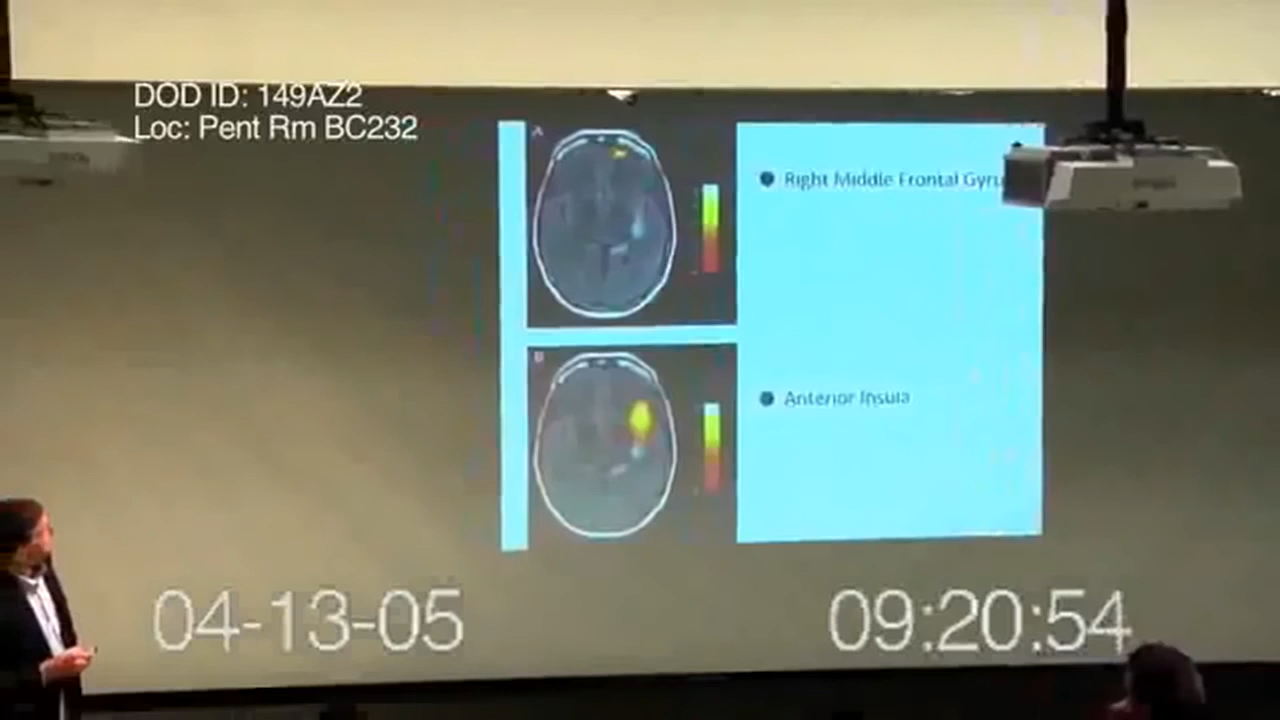 DOD ID: 149AZ2
Loc: Pent Rm BC232
A
Right Middle Frontal Gyru
B
Anterior Insula
04-13-05
09:20:54